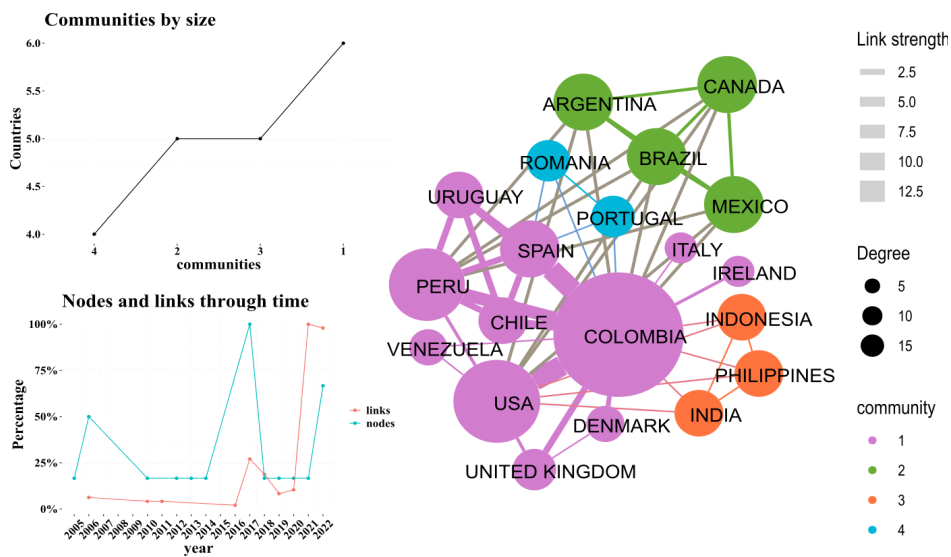 Communities by size
6.0
5.5
5.0
4.5
4.0
Countries
4
2
3
1
communities
Nodes and links through time
100%
75%
50%
25%
0%
Percentage
2005
2006
2007
2008
2009
2010
2011
2012
2013
2014
2015
2016
2017
2018
2019
2020
2021
2022
year
links
nodes
CANADA
ARGENTINA
ROMANIA
BRAZIL
URUGUAY
MEXICO
PORTUGAL
SPAIN
ITALY
PERU
IRELAND
CHILE
INDONESIA
COLOMBIA
VENEZUELA
PHILIPPINES
USA
INDIA
DENMARK
UNITED KINGDOM
Link strength
2.5
5.0
7.5
10.0
12.5
Degree
5
10
15
community
1
2
3
4